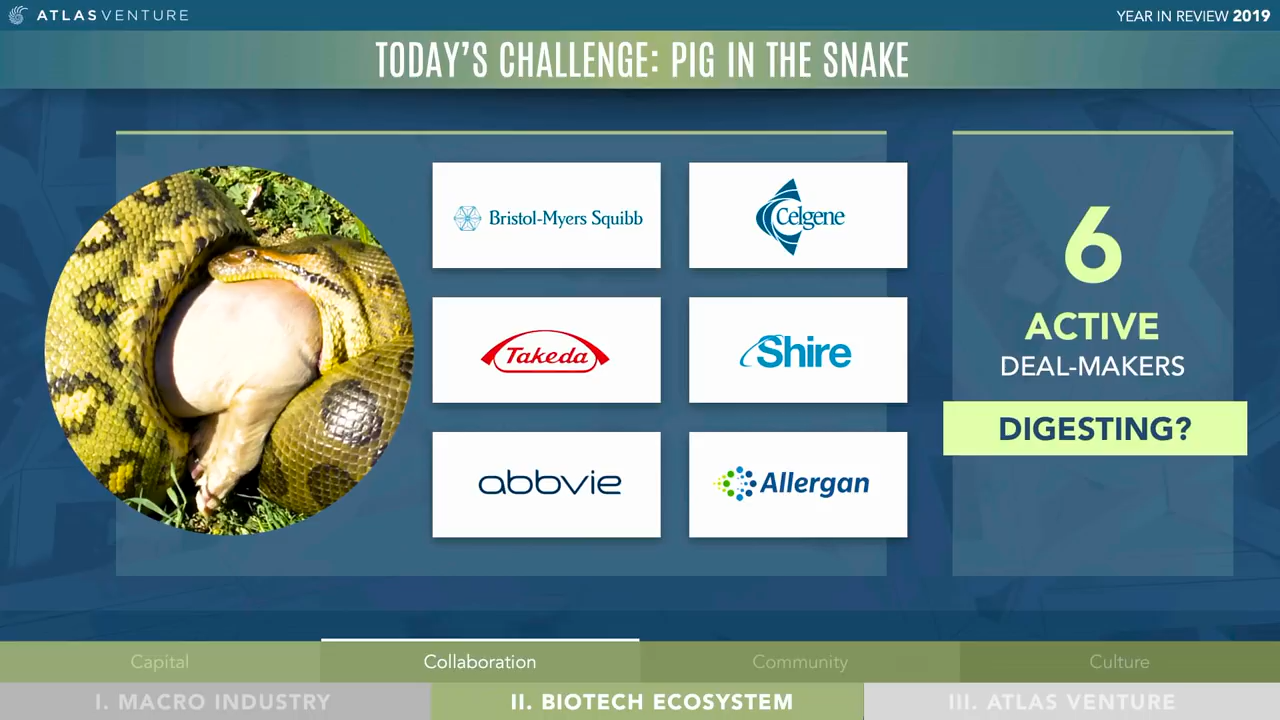 ATLAS VENTURE
YEAR IN REVIEW 2019
TODAY'S CHALLENGE: PIG IN THE SNAKE
Bristol-Myers Squibb
Celgene
Takeda
Shire
abbvie
Allergan
6
ACTIVE
DEAL-MAKERS
DIGESTING?
Capital
Collaboration
Community
Culture
I. MACRO INDUSTRY
II. BIOTECH ECOSYSTEM
III. ATLAS VENTURE